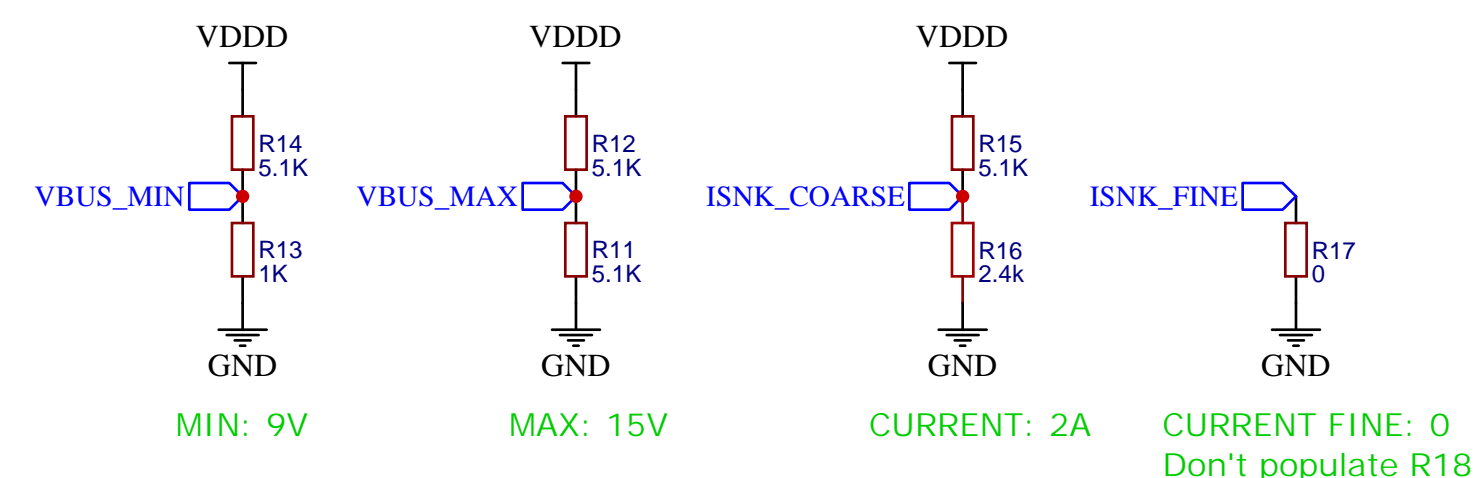 VDDD
VDDD
VDDD
R14
5.1K
R12
5.1K
R15
5.1K
VBUS_MIN
VBUS_MAX
ISNK_COARSE
ISNK_FINE
R13
1K
R11
5.1K
R16
2.4k
R17
0
GND
GND
GND
GND
MIN: 9V
MAX: 15V
CURRENT: 2A
CURRENT FINE: 0
Don't populate R18